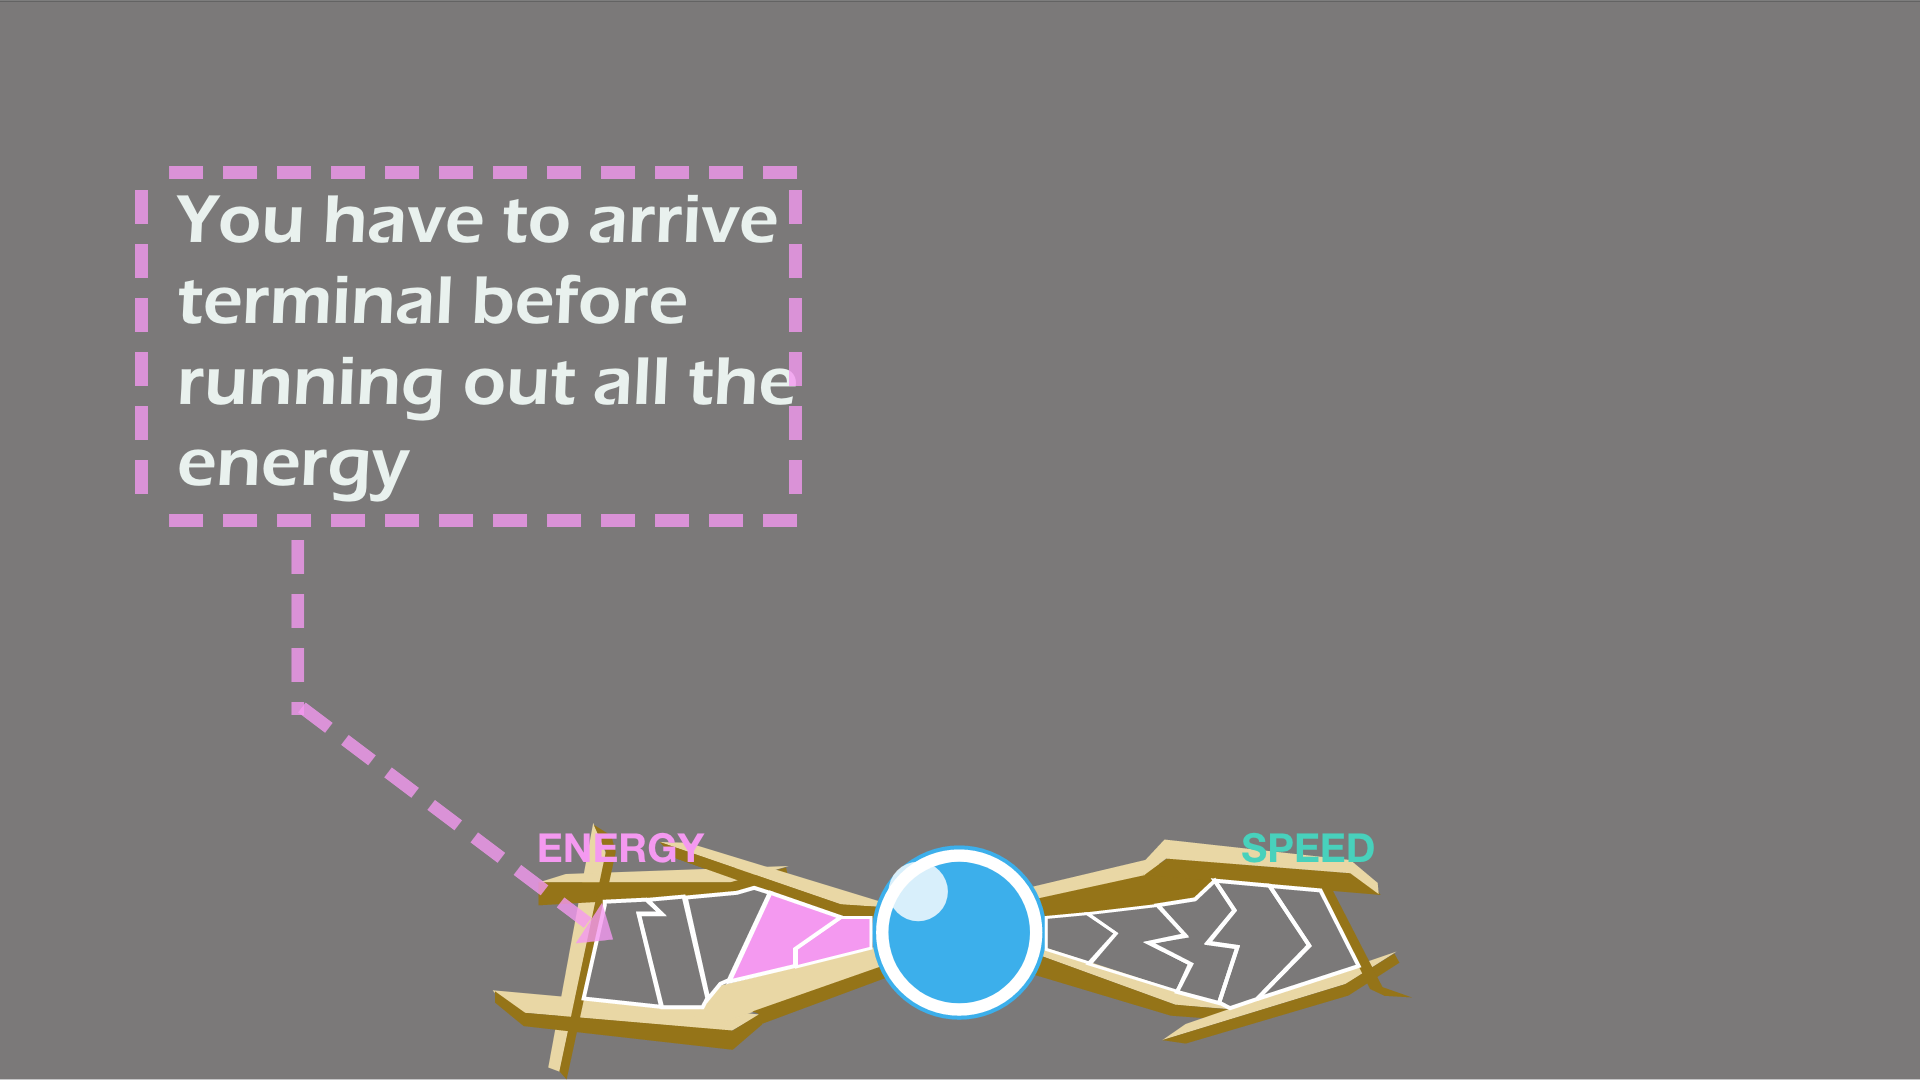 You have to arrive
terminal before
running out all the
energy
ENERGY
SPEED